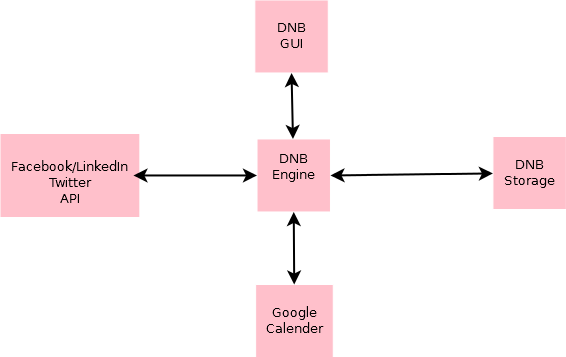 DNB
GUI
Facebook/LinkedIn
Twitter
API
DNB
Engine
DNB
Storage
Google
Calender